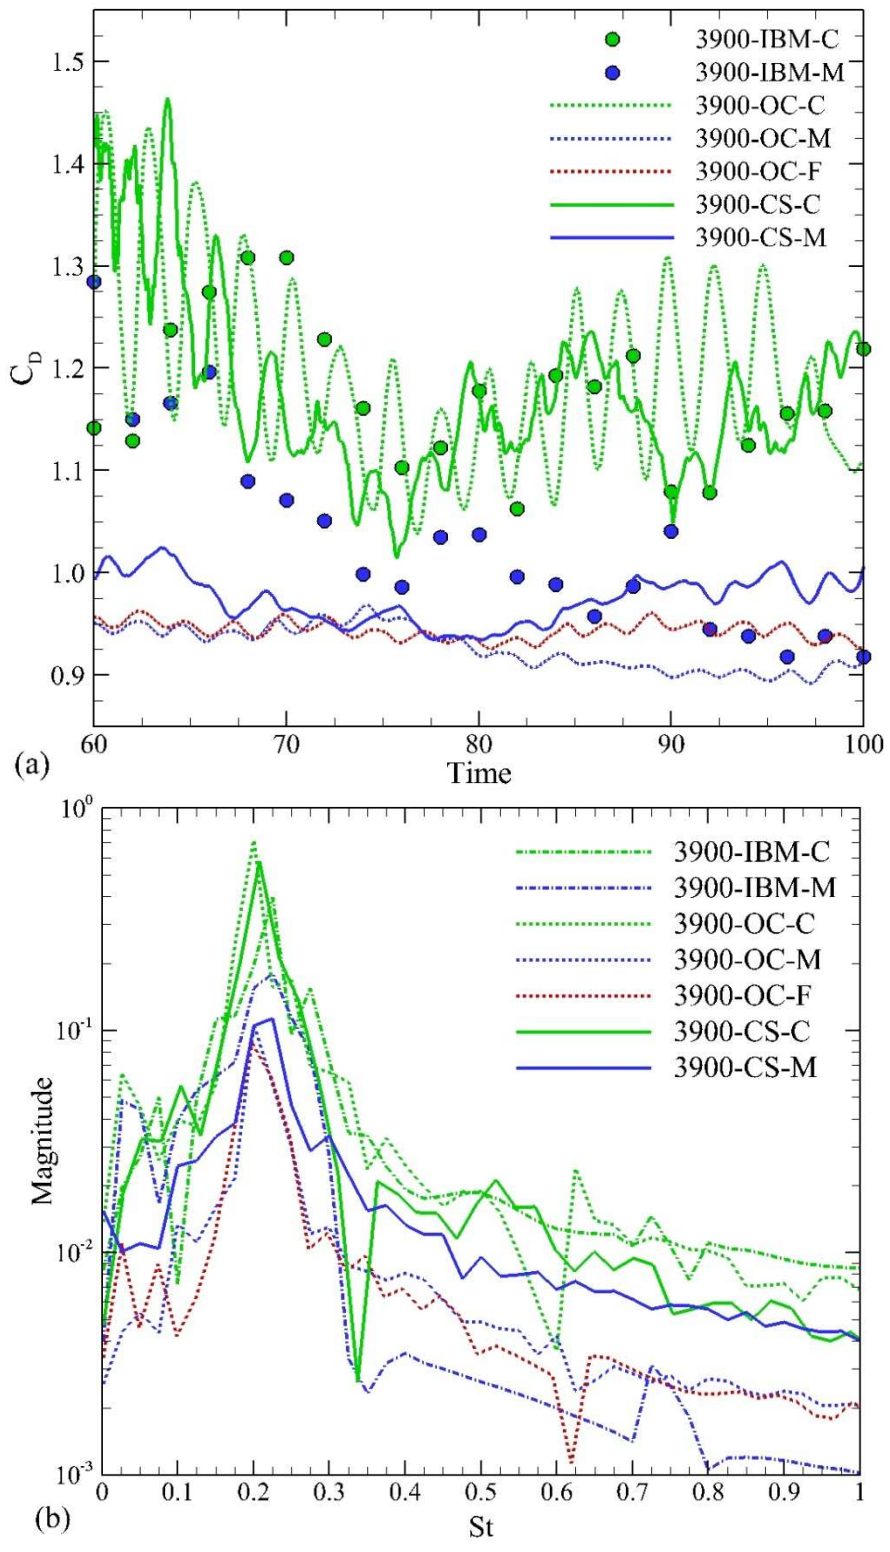 1.5
1.4
1.3
1.2
1.1
1.0
0.9
C_D
3900-IBM-C
3900-IBM-M
3900-OC-C
3900-OC-M
3900-OC-F
3900-CS-C
3900-CS-M
60 70 80 90 100
Time
(a)
10⁰
10⁻¹
10⁻²
10⁻³
Magnitude
3900-IBM-C
3900-IBM-M
3900-OC-C
3900-OC-M
3900-OC-F
3900-CS-C
3900-CS-M
0 0.1 0.2 0.3 0.4 0.5 0.6 0.7 0.8 0.9 1
St
(b)